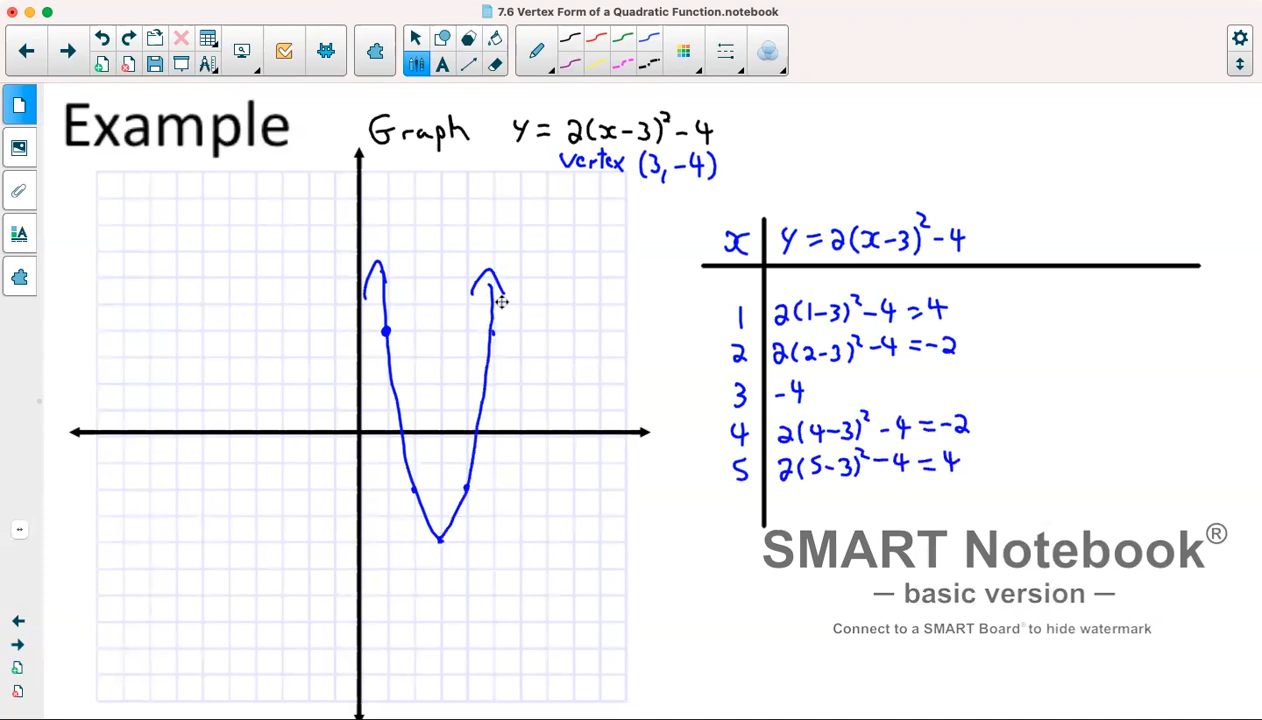 7.6 Vertex Form of a Quadratic Function.notebook
Example
Graph y = 2(x-3)² - 4
vertex (3, -4)
x | y = 2(x-3)² - 4
1 | 2(1-3)² - 4 = 4
2 | 2(2-3)² - 4 = -2
3 | -4
4 | 2(4-3)² - 4 = -2
5 | 2(5-3)² - 4 = 4
SMART Notebook®
— basic version —
Connect to a SMART Board® to hide watermark